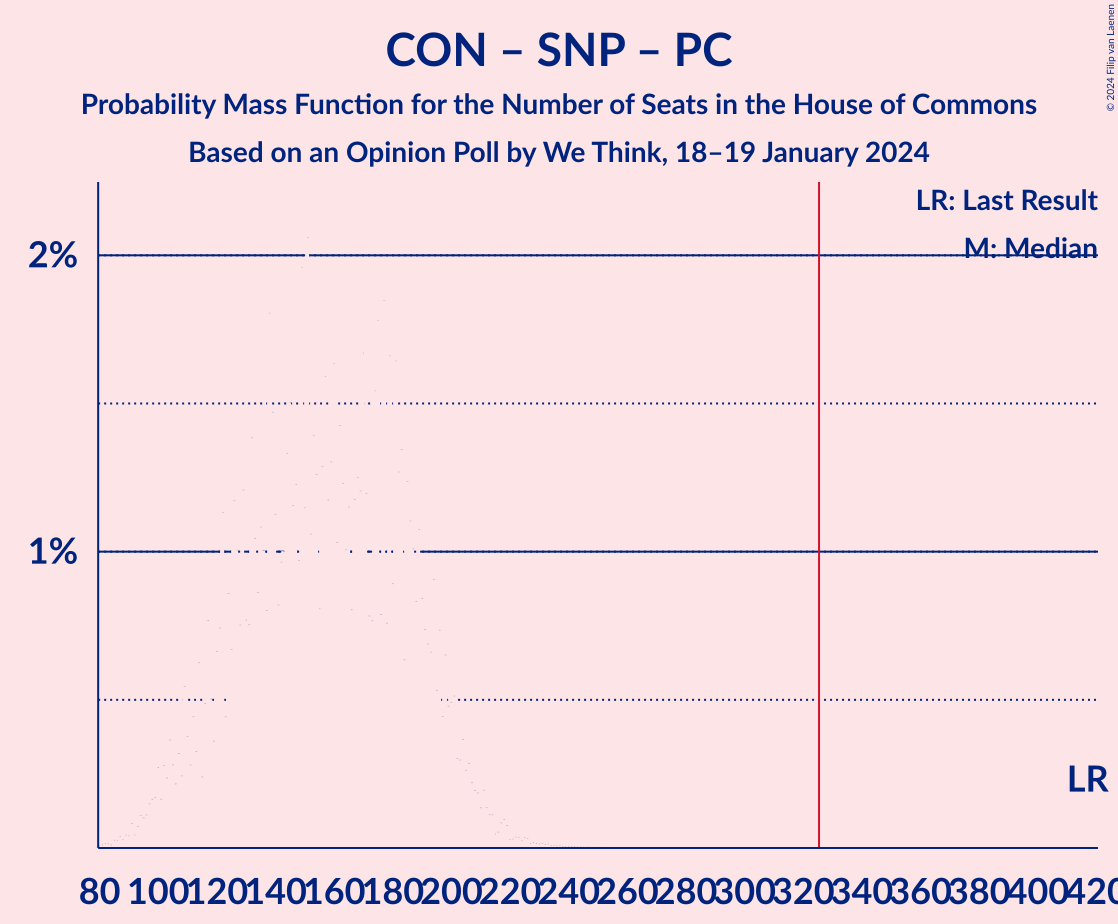 CON – SNP – PC
Probability Mass Function for the Number of Seats in the House of Commons
Based on an Opinion Poll by We Think, 18–19 January 2024
© 2024 Filip van Laenen
LR: Last Result
M: Median
2%
1%
LR
80 100 120 140 160 180 200 220 240 260 280 300 320 340 360 380 400 420